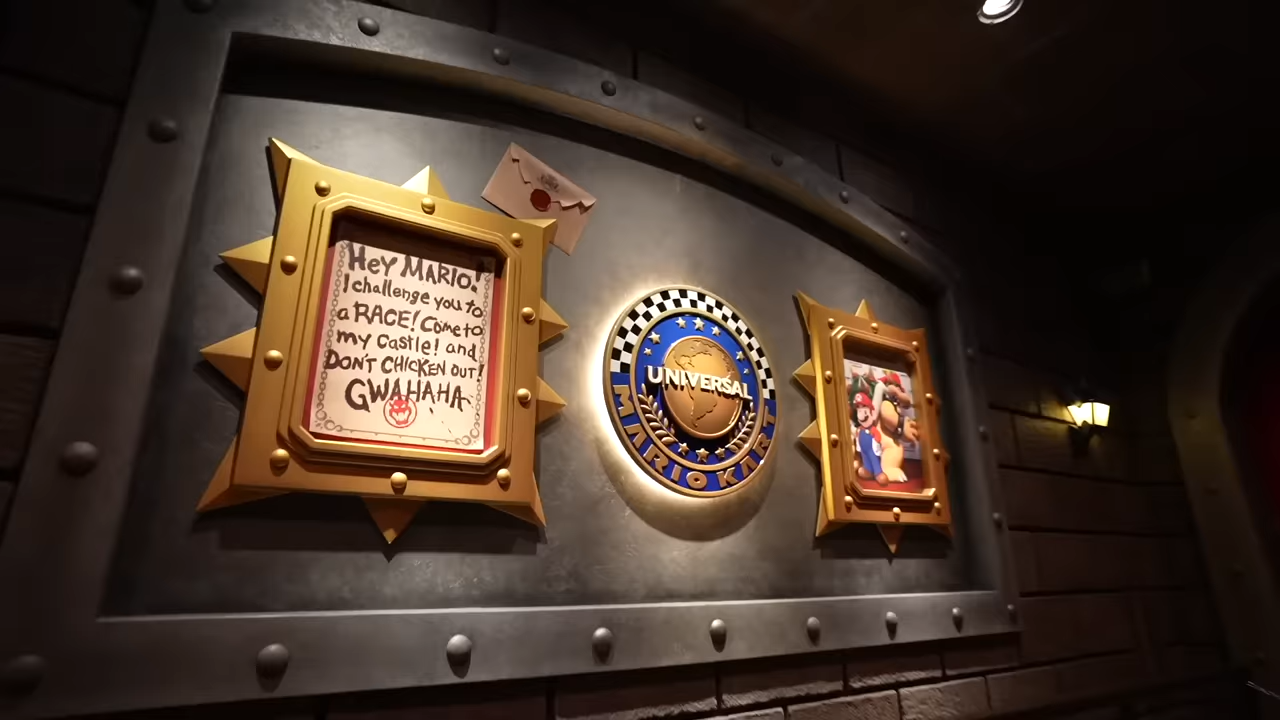 Hey MARIO!
I challenge you to
a RACE! Come to
my castle! and
DON'T CHICKEN OUT!
GWAHAHA
UNIVERSAL
MARIO KART